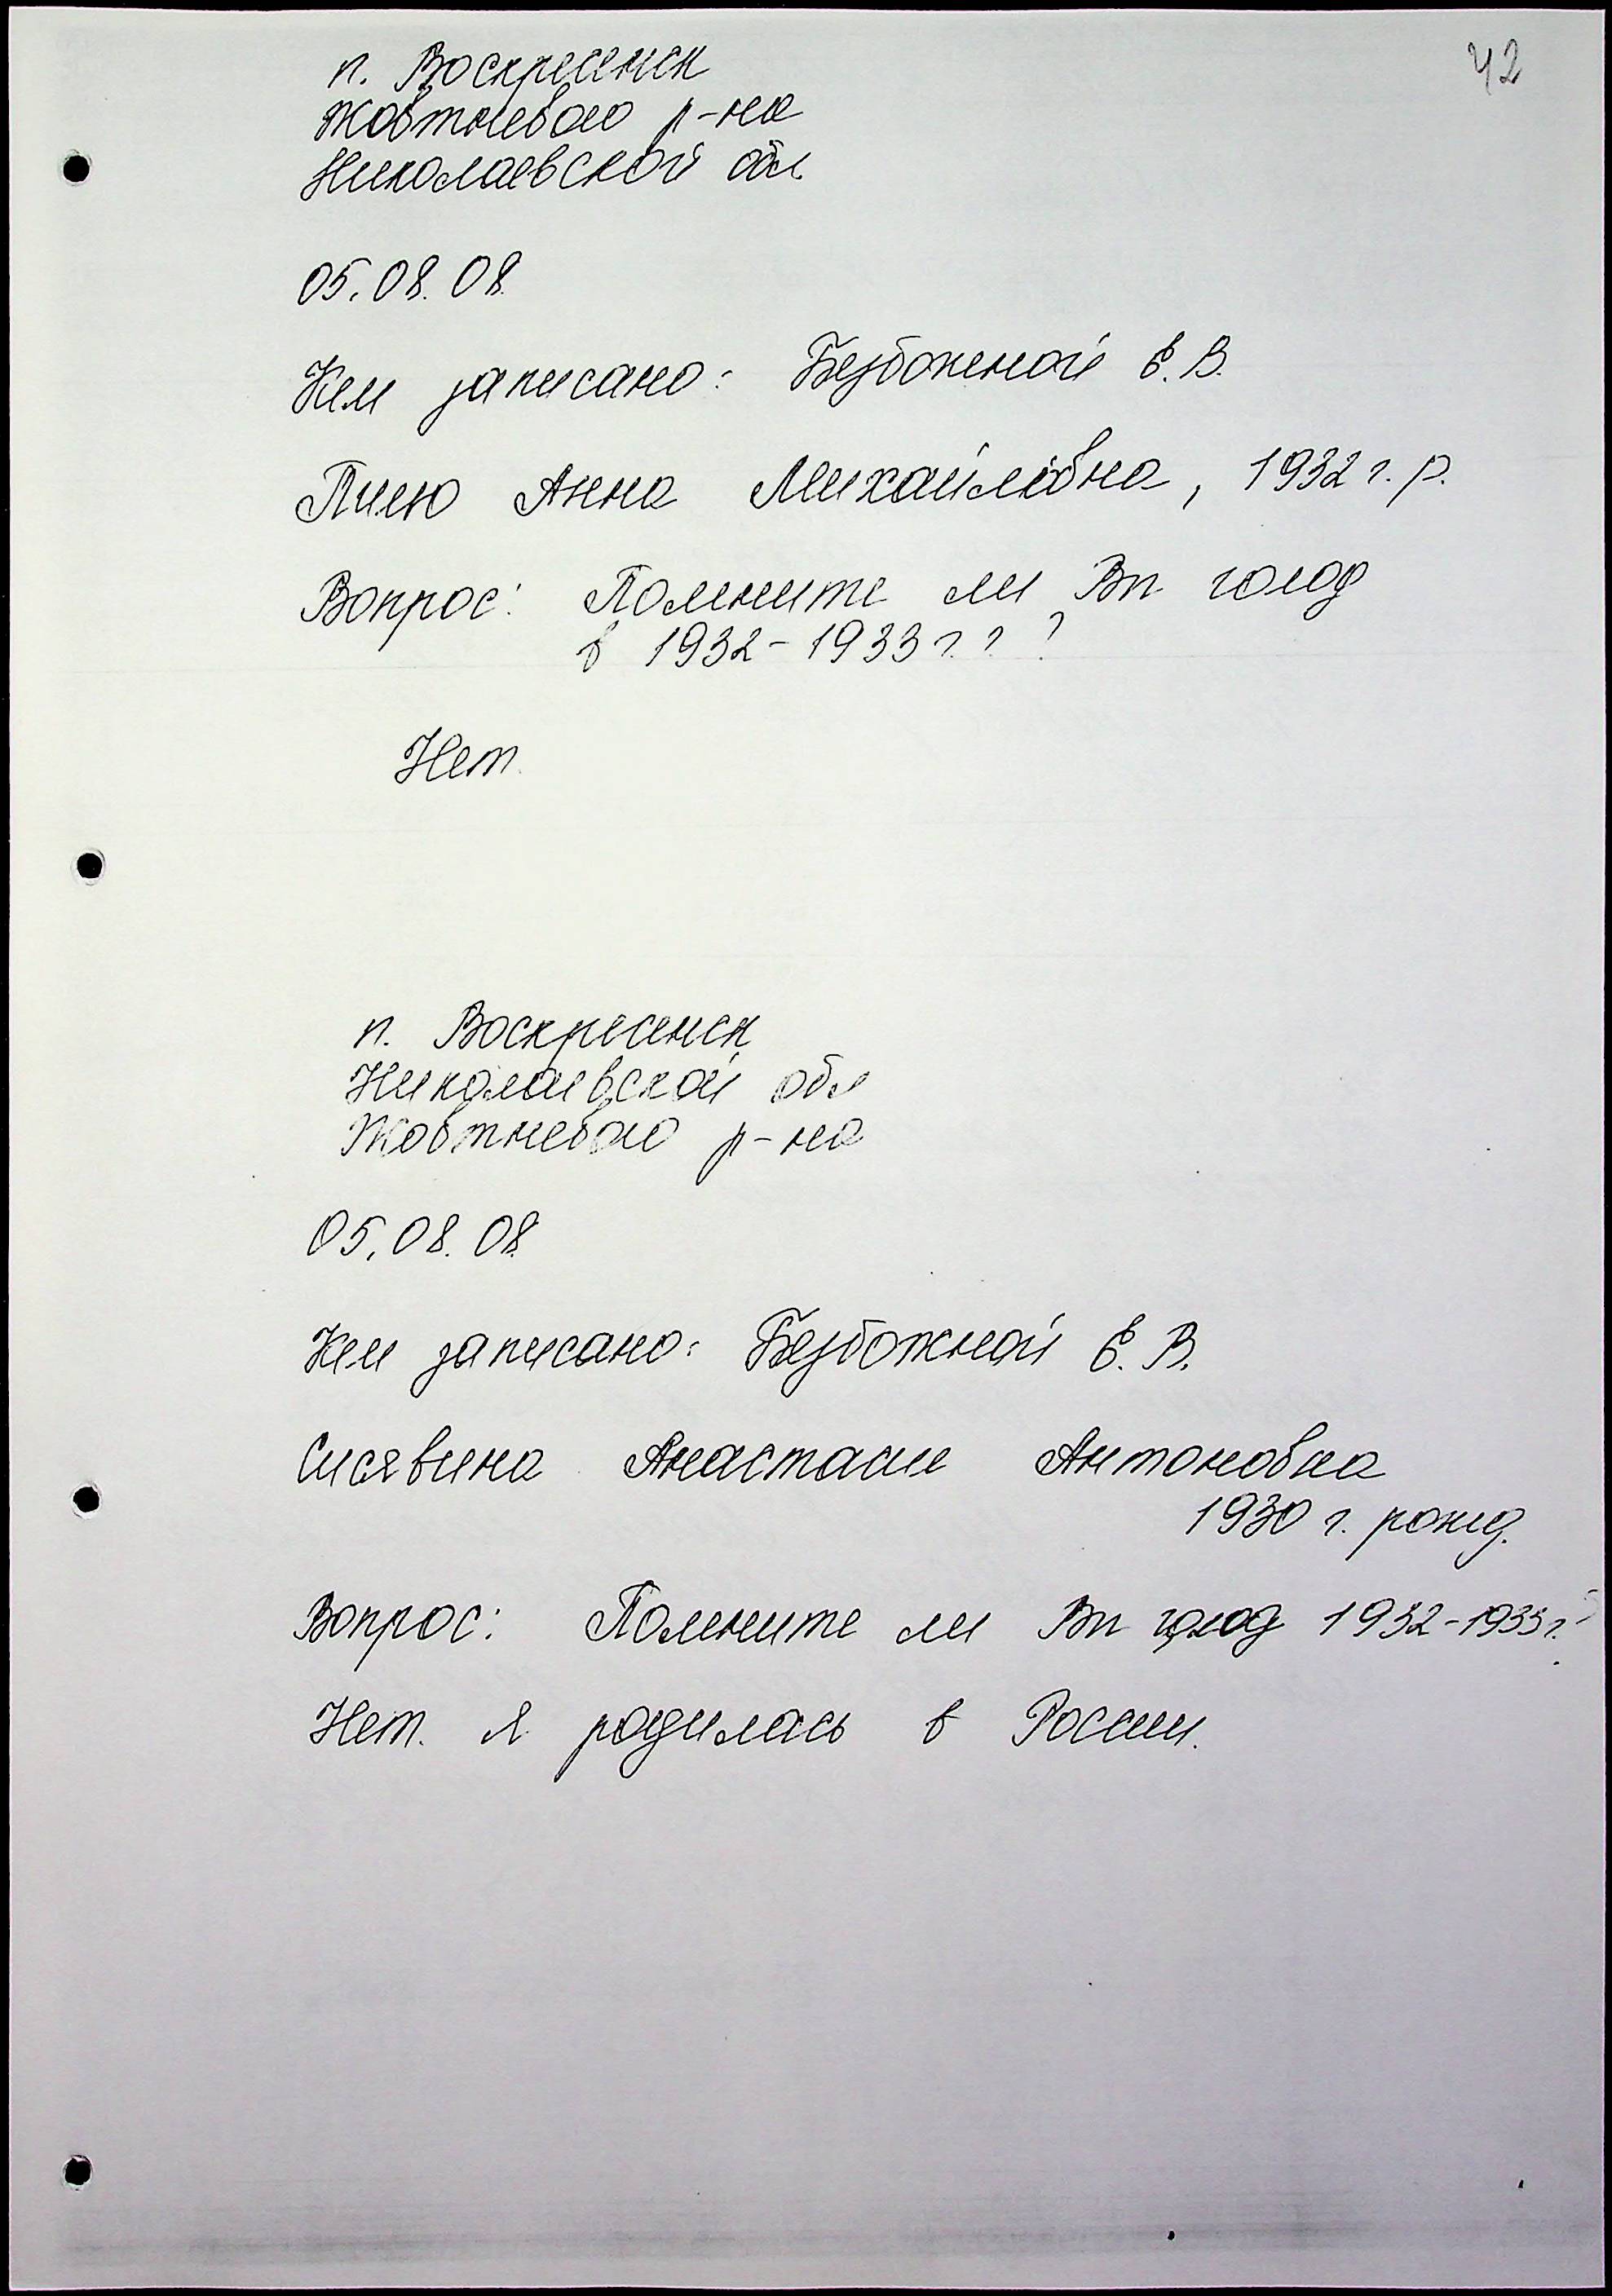 42
п. Воскресенск
Жовтневого р-на
Николаевской обл.
05.08.08.
Кем записано: Безбожной Е.В.
Анна Михайловна, 1932 г.р.
Вопрос: Помните ли Вы голод
в 1932-1933 г.г. ?
Нет.
п. Воскресенск
Николаевской обл
Жовтневого р-на
05.08.08.
Кем записано: Безбожной Е.В.
Сисявина Анастасия Антоновна
1930 г. рожд.
Вопрос: Помните ли Вы голод 1932-1933 г.?
Нет. Я родилась в России.